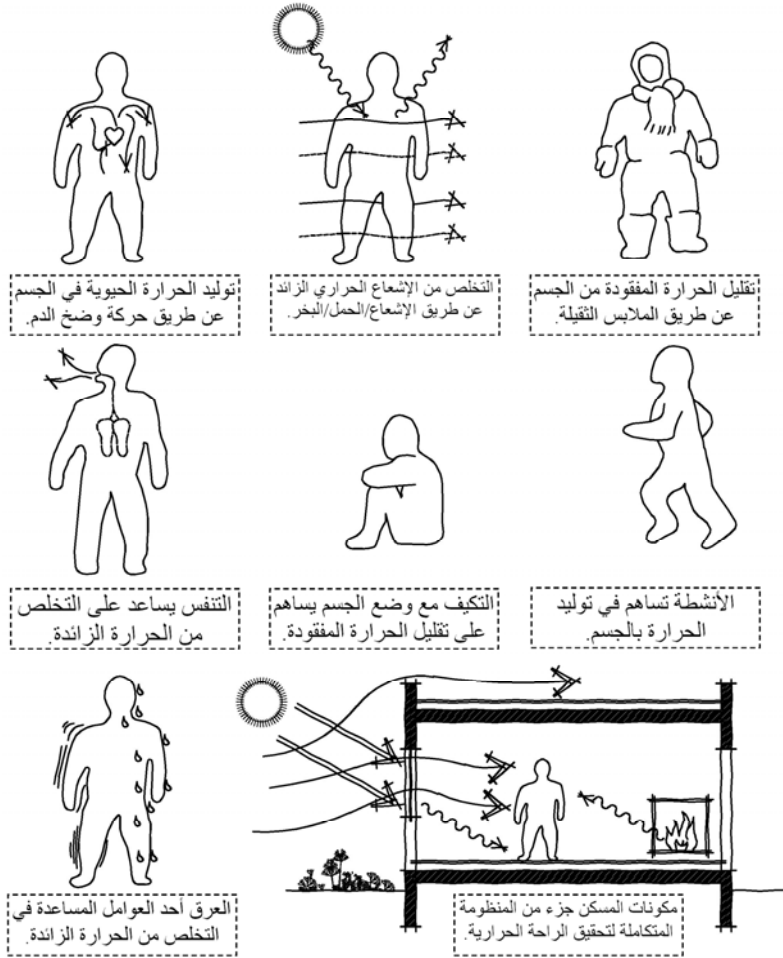 تقليل الحرارة المفقودة من الجسم
عن طريق الملابس الثقيلة.
التخلص من الإشعاع الحراري الزائد
عن طريق الإشعاع/الحمل/البخر.
توليد الحرارة الحيوية في الجسم
عن طريق حركة وضخ الدم.
الأنشطة تساهم في توليد
الحرارة بالجسم.
التكيف مع وضع الجسم يساهم
على تقليل الحرارة المفقودة.
التنفس يساعد على التخلص
من الحرارة الزائدة.
مكونات المسكن جزء من المنظومة
المتكاملة لتحقيق الراحة الحرارية.
العرق أحد العوامل المساعدة في
التخلص من الحرارة الزائدة.